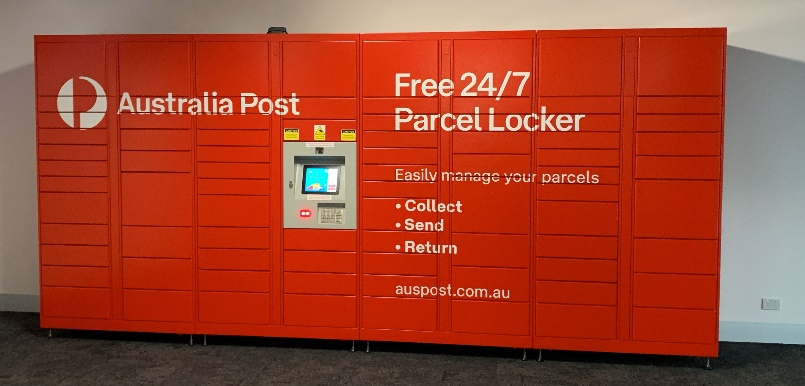 Australia Post
Free 24/7
Parcel Locker
Easily manage your parcels
• Collect
• Send
• Return
auspost.com.au